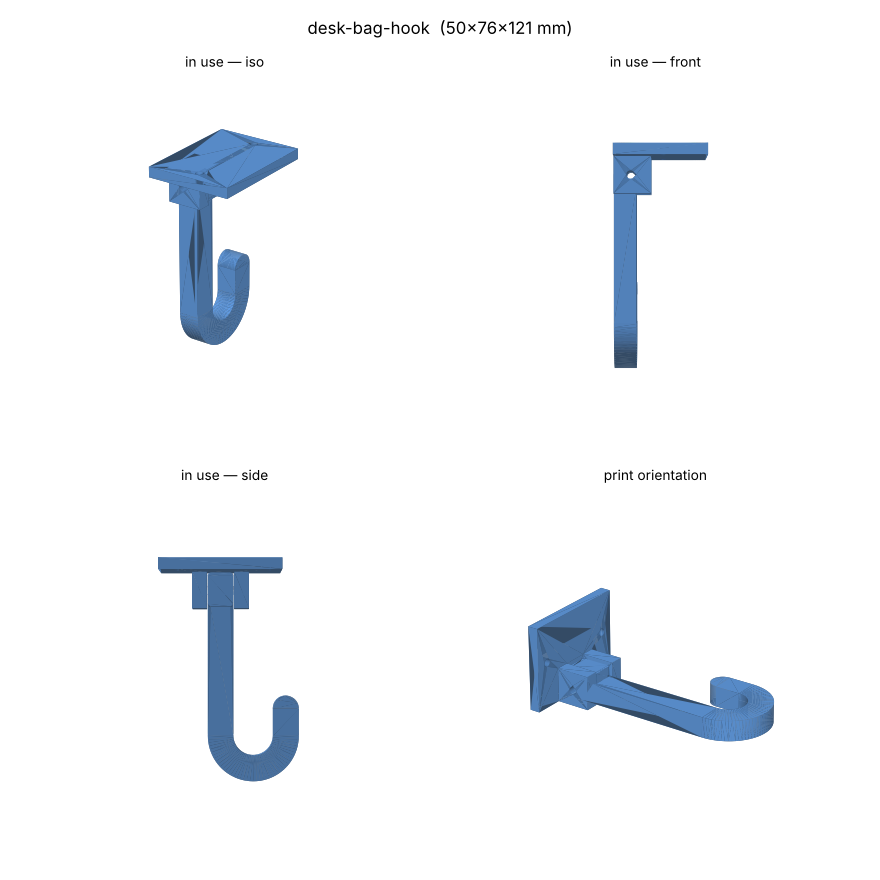 desk-bag-hook (50×76×121 mm)
in use — iso
in use — front
in use — side
print orientation